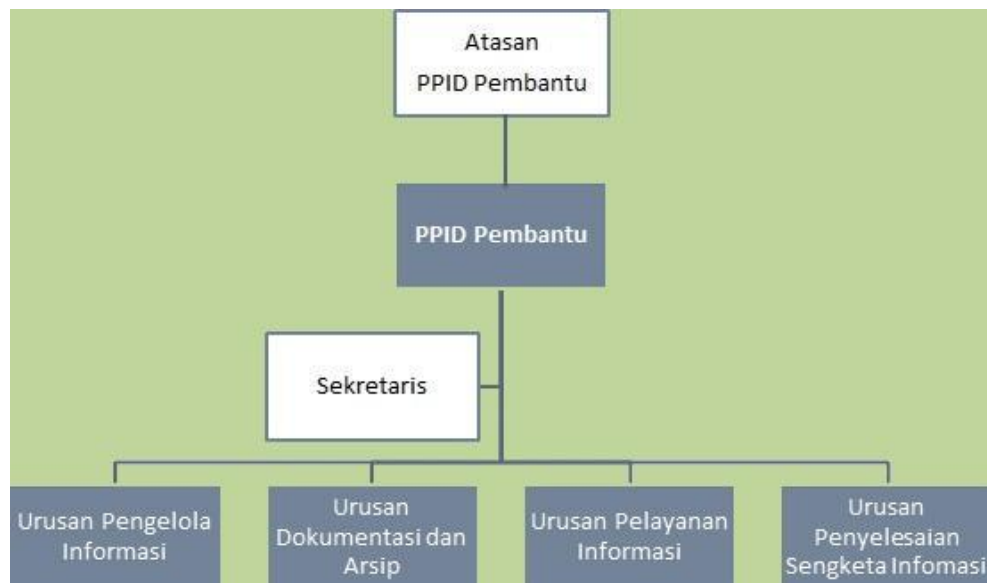 Atasan
PPID Pembantu
PPID Pembantu
Sekretaris
Urusan Pengelola
Informasi
Urusan
Dokumentasi dan
Arsip
Urusan Pelayanan
Informasi
Urusan
Penyelesaian
Sengketa Infomasi